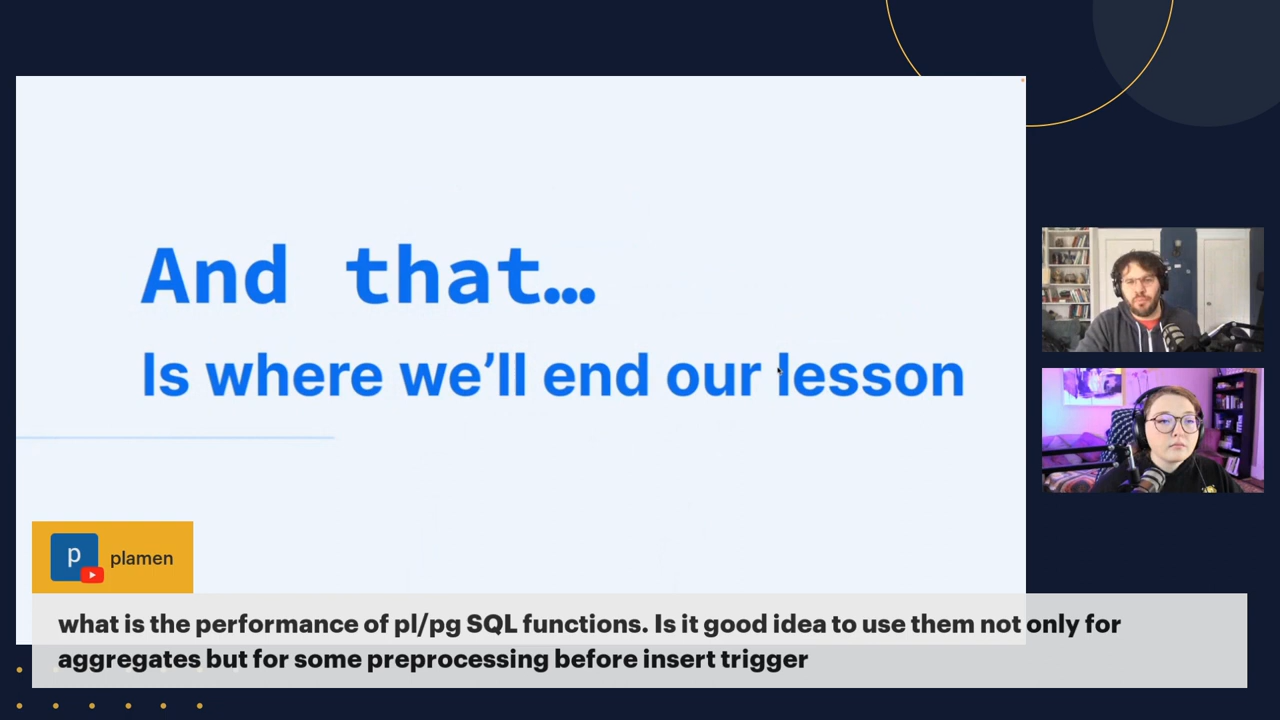 And that…
Is where we’ll end our lesson
p
plamen
what is the performance of pl/pg SQL functions. Is it good idea to use them not only for
aggregates but for some preprocessing before insert trigger